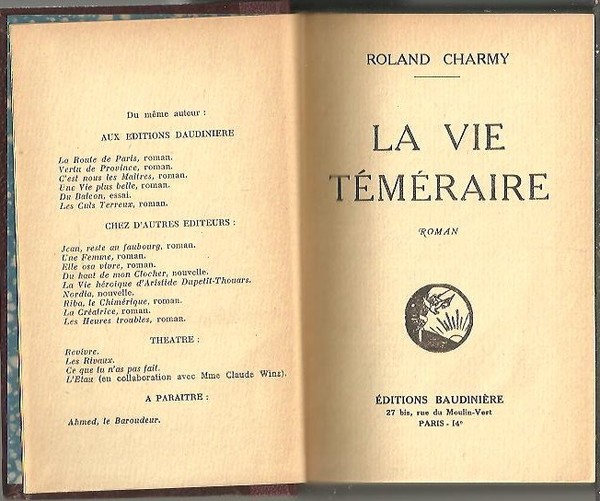 Du même auteur :
AUX EDITIONS BAUDINIERE
La Route de Paris, roman.
Vertu de Province, roman.
C'est nous les Maîtres, roman.
Une Vie plus belle, roman.
Du Balcon, essai.
Les Culs Terreux, roman.
CHEZ D'AUTRES EDITEURS :
Jean, reste au faubourg, roman.
Une Femme, roman.
Elle osa vivre, roman.
Du haut de mon Clocher, nouvelle.
La Vie héroïque d'Aristide Dupetit-Thouars.
Nordia, nouvelle.
Riba, le Chimérique, roman.
La Créatrice, roman.
Les Heures troubles, roman.
THEATRE :
Revivre.
Les Rivaux.
Ce que tu n'as pas fait.
L'Etau (en collaboration avec Mme Claude Winz).
A PARAITRE :
Ahmed, le Baroudeur.
ROLAND CHARMY
LA VIE
TÉMÉRAIRE
ROMAN
ÉDITIONS BAUDINIÈRE
27 bis, rue du Moulin-Vert
PARIS - 14e